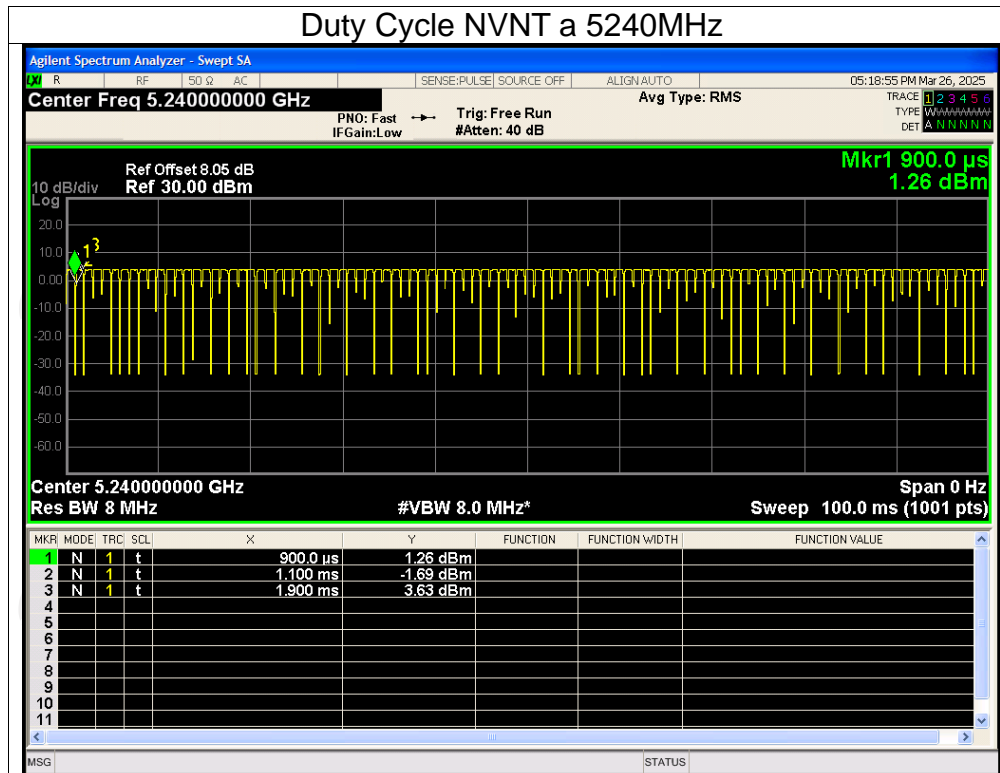 Duty Cycle NVNT a 5240MHz
Agilent Spectrum Analyzer - Swept SA
LXI R RF 50 Ω AC SENSE:PULSE SOURCE OFF ALIGN AUTO 05:18:55 PM Mar 26, 2025
Center Freq 5.240000000 GHz Avg Type: RMS TRACE 1 2 3 4 5 6
PNO: Fast Trig: Free Run TYPE WWWWWW
IFGain:Low #Atten: 40 dB DET A N N N N N
Mkr1 900.0 µs
Ref Offset 8.05 dB
10 dB/div Ref 30.00 dBm 1.26 dBm
Log
20.0
10.0
1 3
0.00
-10.0
-20.0
-30.0
-40.0
-50.0
-60.0
Center 5.240000000 GHz Span 0 Hz
Res BW 8 MHz #VBW 8.0 MHz* Sweep 100.0 ms (1001 pts)
MKR MODE TRC SCL X Y FUNCTION FUNCTION WIDTH FUNCTION VALUE
1 N 1 t 900.0 µs 1.26 dBm
2 N 1 t 1.100 ms -1.69 dBm
3 N 1 t 1.900 ms 3.63 dBm
4
5
6
7
8
9
10
11
MSG STATUS